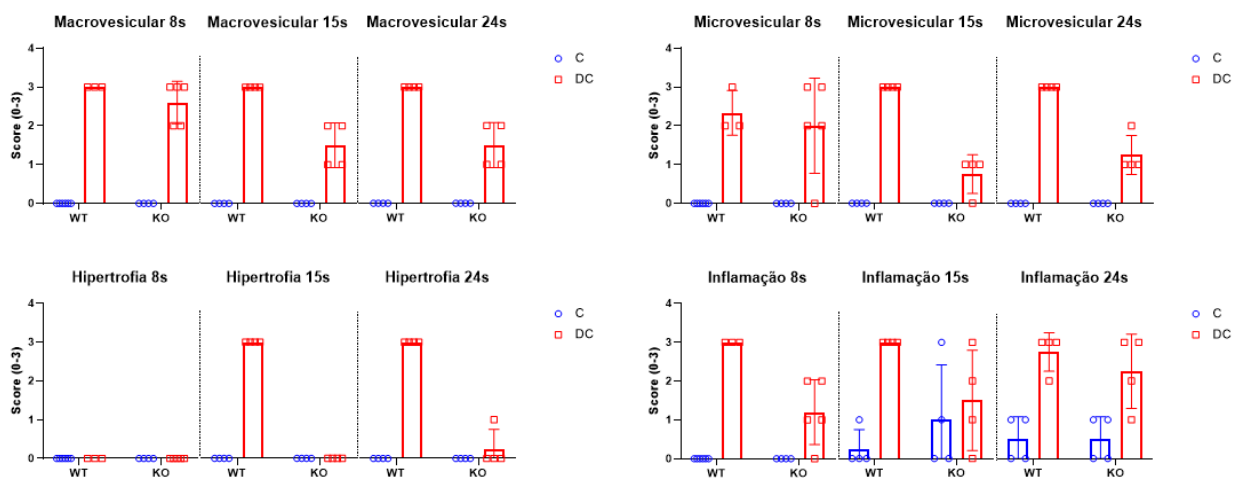 Macrovesicular 8s Macrovesicular 15s Macrovesicular 24s
Score (0-3)
4
3
2
1
0
WT KO WT KO WT KO
C
DC
Microvesicular 8s Microvesicular 15s Microvesicular 24s
Score (0-3)
4
3
2
1
0
WT KO WT KO WT KO
C
DC
Hipertrofia 8s Hipertrofia 15s Hipertrofia 24s
Score (0-3)
4
3
2
1
0
WT KO WT KO WT KO
C
DC
Inflamação 8s Inflamação 15s Inflamação 24s
Score (0-3)
4
3
2
1
0
WT KO WT KO WT KO
C
DC